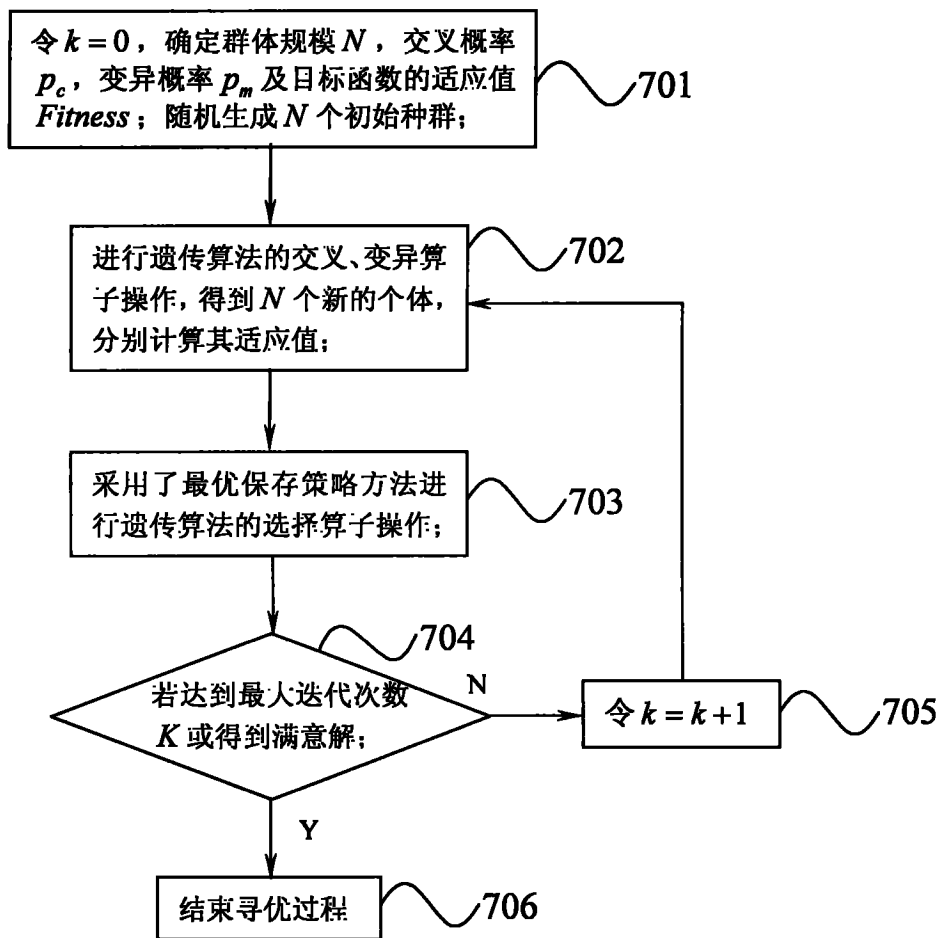 令 k = 0，确定群体规模 N，交叉概率
p_c，变异概率 p_m 及目标函数的适应值
Fitness；随机生成 N 个初始种群；
701
进行遗传算法的交叉、变异算
子操作，得到 N 个新的个体，
分别计算其适应值；
702
采用了最优保存策略方法进
行遗传算法的选择算子操作；
703
704
若达到最大迭代次数
K 或得到满意解；
N
令 k = k+1
705
Y
结束寻优过程
706